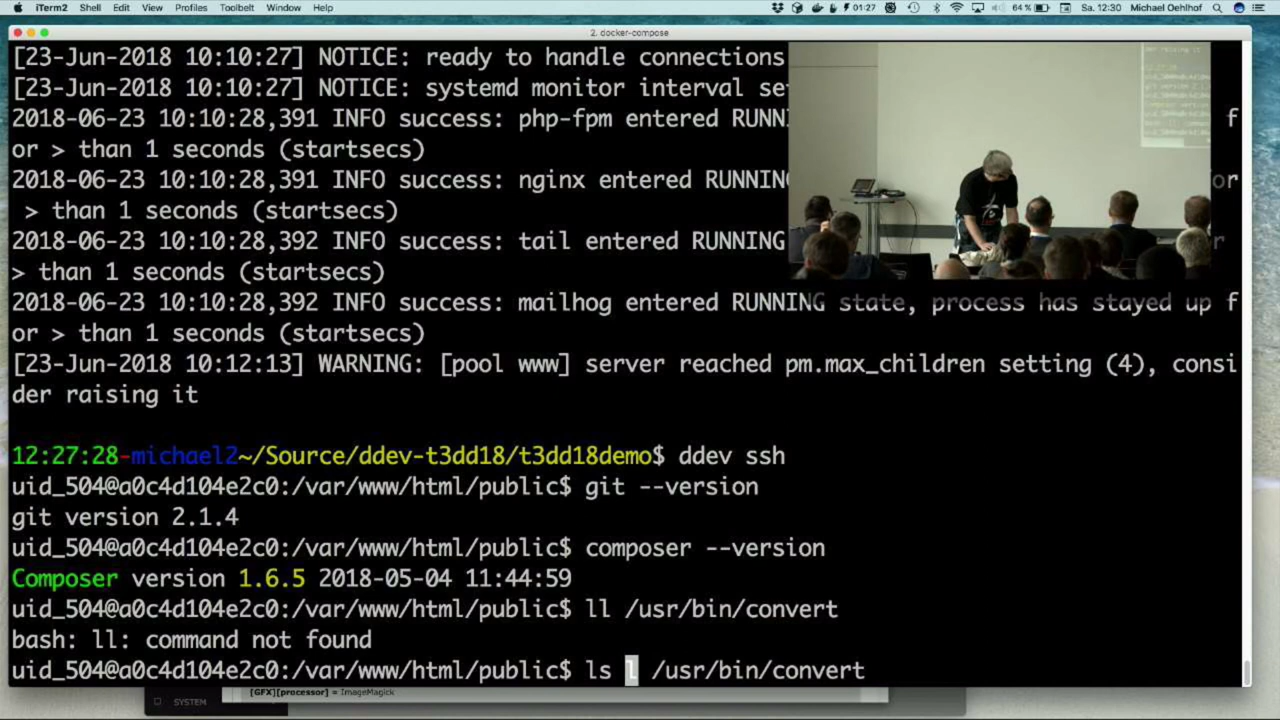 iTerm2 Shell Edit View Profiles Toolbelt Window Help 01:27 64 % Sa. 12:30 Michael Oehlhof
2. docker-compose
[23-Jun-2018 10:10:27] NOTICE: ready to handle connections
[23-Jun-2018 10:10:27] NOTICE: systemd monitor interval se
2018-06-23 10:10:28,391 INFO success: php-fpm entered RUNN f
or > than 1 seconds (startsecs)
2018-06-23 10:10:28,391 INFO success: nginx entered RUNNIN or
> than 1 seconds (startsecs)
2018-06-23 10:10:28,392 INFO success: tail entered RUNNING r
> than 1 seconds (startsecs)
2018-06-23 10:10:28,392 INFO success: mailhog entered RUNNING state, process has stayed up f
or > than 1 seconds (startsecs)
[23-Jun-2018 10:12:13] WARNING: [pool www] server reached pm.max_children setting (4), consi
der raising it
12:27:28-michael2~/Source/ddev-t3dd18/t3dd18demo$ ddev ssh
uid_504@a0c4d104e2c0:/var/www/html/public$ git --version
git version 2.1.4
uid_504@a0c4d104e2c0:/var/www/html/public$ composer --version
Composer version 1.6.5 2018-05-04 11:44:59
uid_504@a0c4d104e2c0:/var/www/html/public$ ll /usr/bin/convert
bash: ll: command not found
uid_504@a0c4d104e2c0:/var/www/html/public$ ls l /usr/bin/convert
[GFX][processor] = ImageMagick
SYSTEM